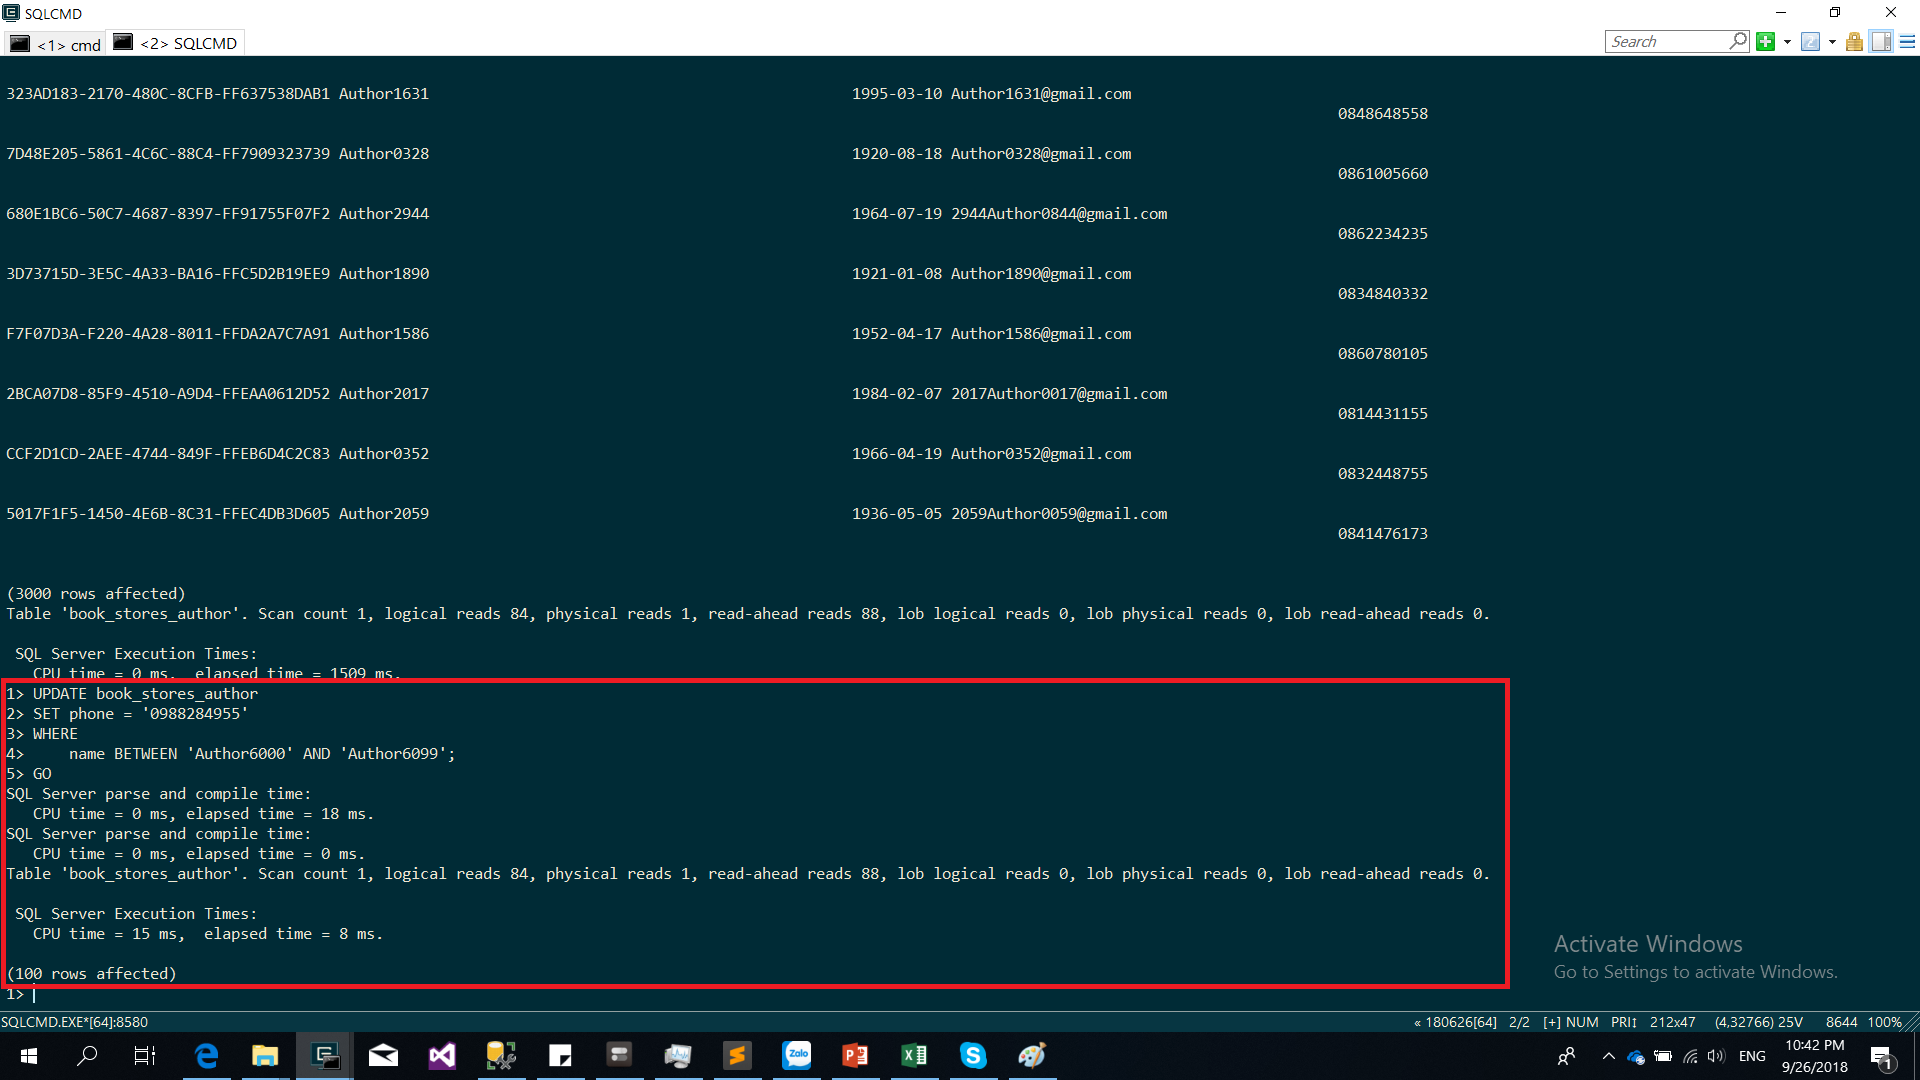 SQLCMD
<1> cmd
<2> SQLCMD
Search
323AD183-2170-480C-8CFB-FF637538DAB1 Author1631 1995-03-10 Author1631@gmail.com
0848648558
7D48E205-5861-4C6C-88C4-FF7909323739 Author0328 1920-08-18 Author0328@gmail.com
0861005660
680E1BC6-50C7-4687-8397-FF91755F07F2 Author2944 1964-07-19 2944Author0844@gmail.com
0862234235
3D73715D-3E5C-4A33-BA16-FFC5D2B19EE9 Author1890 1921-01-08 Author1890@gmail.com
0834840332
F7F07D3A-F220-4A28-8011-FFDA2A7C7A91 Author1586 1952-04-17 Author1586@gmail.com
0860780105
2BCA07D8-85F9-4510-A9D4-FFEAA0612D52 Author2017 1984-02-07 2017Author0017@gmail.com
0814431155
CCF2D1CD-2AEE-4744-849F-FFEB6D4C2C83 Author0352 1966-04-19 Author0352@gmail.com
0832448755
5017F1F5-1450-4E6B-8C31-FFEC4DB3D605 Author2059 1936-05-05 2059Author0059@gmail.com
0841476173
(3000 rows affected)
Table 'book_stores_author'. Scan count 1, logical reads 84, physical reads 1, read-ahead reads 88, lob logical reads 0, lob physical reads 0, lob read-ahead reads 0.
SQL Server Execution Times:
CPU time = 0 ms,  elapsed time = 1509 ms.
1> UPDATE book_stores_author
2> SET phone = '0988284955'
3> WHERE
4>     name BETWEEN 'Author6000' AND 'Author6099';
5> GO
SQL Server parse and compile time:
CPU time = 0 ms, elapsed time = 18 ms.
SQL Server parse and compile time:
CPU time = 0 ms, elapsed time = 0 ms.
Table 'book_stores_author'. Scan count 1, logical reads 84, physical reads 1, read-ahead reads 88, lob logical reads 0, lob physical reads 0, lob read-ahead reads 0.
SQL Server Execution Times:
CPU time = 15 ms,  elapsed time = 8 ms.
(100 rows affected)
1>
Activate Windows
Go to Settings to activate Windows.
SQLCMD.EXE*[64]:8580
« 180626[64] 2/2 [+] NUM PRI↕ 212x47 (4,32766) 25V 8644 100%
Zalo
ENG
10:42 PM
9/26/2018
1